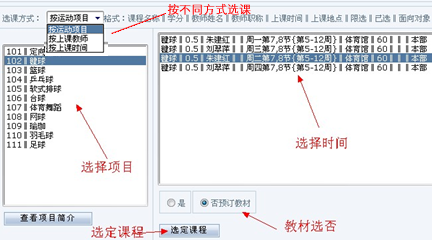 按不同方式选课
选课方式： 按运动项目 格式：课程名称‖学分‖教师姓名‖教师职称‖上课时间‖上课地点‖限选‖已选‖面向对象
按运动项目
按上课教师
按上课时间
101‖定向
102‖毽球
103‖篮球
104‖乒乓球
105‖软式排球
106‖台球
107‖体育舞蹈
108‖网球
109‖瑜珈
110‖羽毛球
111‖足球
选择项目
查看项目简介
毽球‖0.5‖朱建红‖‖周一第7,8节{第5-12周}‖体育馆‖60‖‖本部
毽球‖0.5‖刘翠萍‖‖周二第7,8节{第5-12周}‖体育馆‖60‖‖本部
毽球‖0.5‖朱建红‖‖周三第7,8节{第5-12周}‖体育馆‖60‖‖本部
毽球‖0.5‖刘翠萍‖‖周四第7,8节{第5-12周}‖体育馆‖60‖‖本部
选择时间
是 否预订教材
教材选否
选定课程
选定课程